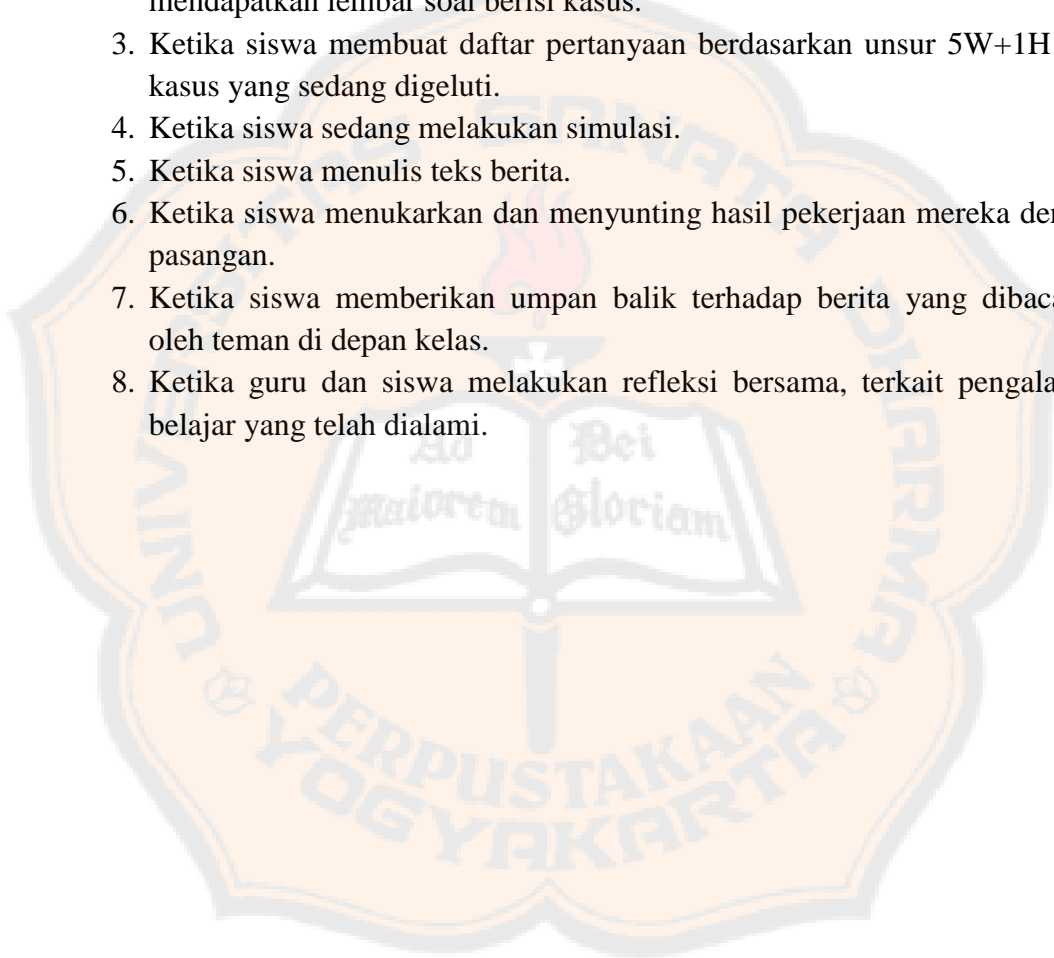 mendapatkan lembar soal berisi kasus.
3. Ketika siswa membuat daftar pertanyaan berdasarkan unsur 5W+1H
kasus yang sedang digeluti.
4. Ketika siswa sedang melakukan simulasi.
5. Ketika siswa menulis teks berita.
6. Ketika siswa menukarkan dan menyunting hasil pekerjaan mereka
pasangan.
7. Ketika siswa memberikan umpan balik terhadap berita yang
oleh teman di depan kelas.
8. Ketika guru dan siswa melakukan refleksi bersama, terkait
belajar yang telah dialami.
UNIVERSITAS SANATA DHARMA
Ad Dei
Maiorem Gloriam
PERPUSTAKAAN
YOGYAKARTA